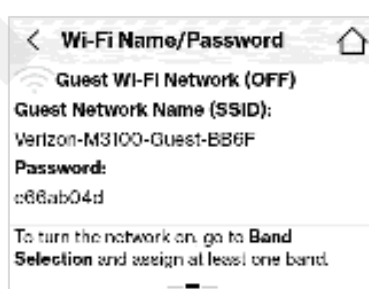 Wi-Fi Name/Password
Guest Wi-Fi Network (OFF)
Guest Network Name (SSID):
Verizon-M3100-Guest-BB6F
Password:
c66ab04d
To turn the network on, go to Band
Selection and assign at least one band.